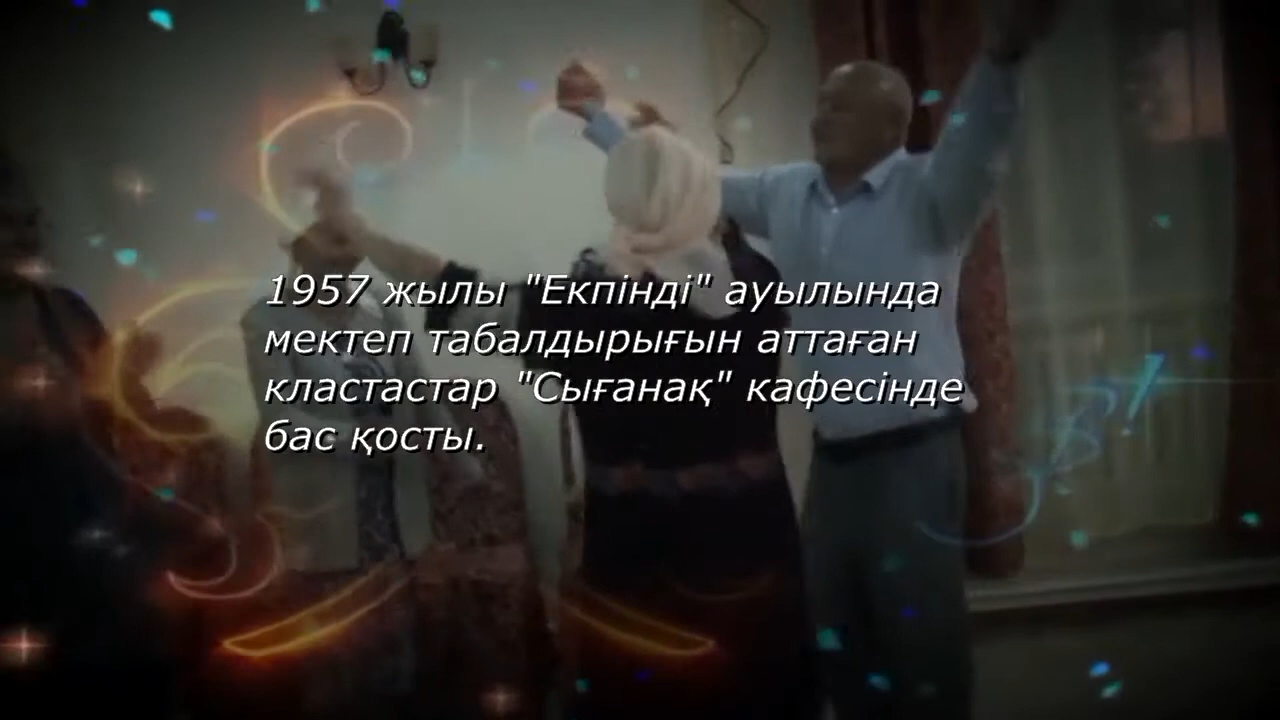 1957 жылы "Екпінді" ауылында
мектеп табалдырығын аттаған
кластастар "Сығанақ" кафесінде
бас қосты.